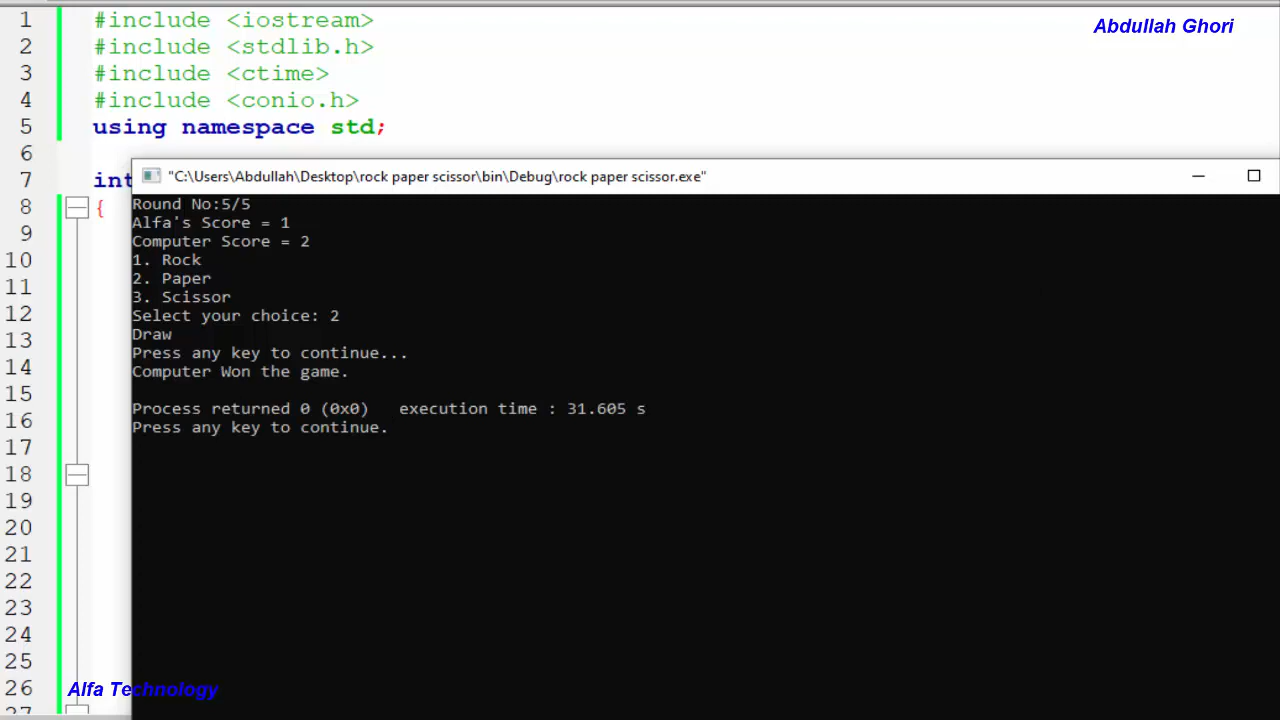 1 #include <iostream>
Abdullah Ghori
2 #include <stdlib.h>
3 #include <ctime>
4 #include <conio.h>
5 using namespace std;
6
7 int
8 {
9
10
11
12
13
14
15
16
17
18
19
20
21
22
23
24
25
26
27
"C:\Users\Abdullah\Desktop\rock paper scissor\bin\Debug\rock paper scissor.exe"
Round No:5/5
Alfa's Score = 1
Computer Score = 2
1. Rock
2. Paper
3. Scissor
Select your choice: 2
Draw
Press any key to continue...
Computer Won the game.
Process returned 0 (0x0)   execution time : 31.605 s
Press any key to continue.
Alfa Technology